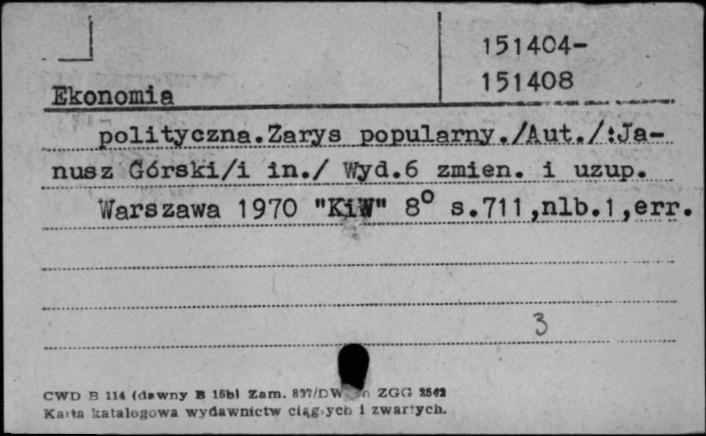 151404-
151408
Ekonomia
polityczna.Zarys popularny./Aut./:Ja-
nusz Górski/i in./ Wyd.6 zmien. i uzup.
Warszawa 1970 "KiW" 8° s.711,nlb.1,err.
3
CWD B 114 (dawny B 15b) Zam. 897/DW ZGG 2542
Karta katalogowa wydawnictw ciągłych i zwartych.